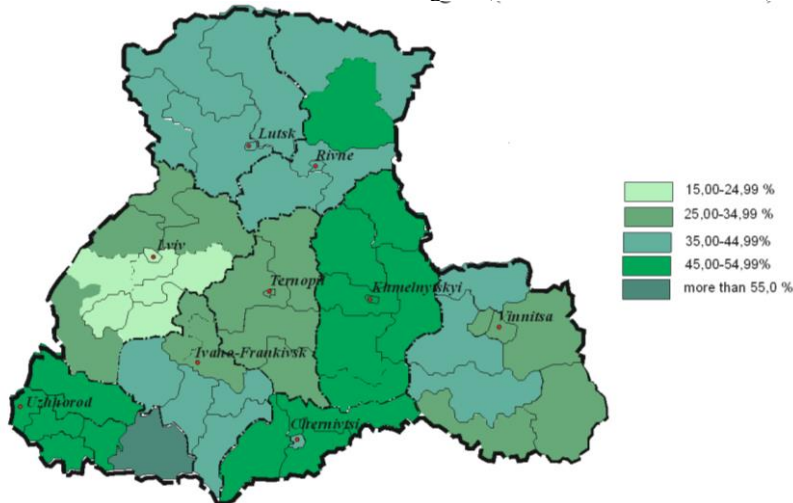 Lutsk
Rivne
Lviv
Ternopil
Khmelnytskyi
Vinnitsa
Ivano-Frankivsk
Uzhhorod
Chernivtsi
15,00-24,99 %
25,00-34,99 %
35,00-44,99%
45,00-54,99%
more than 55,0 %